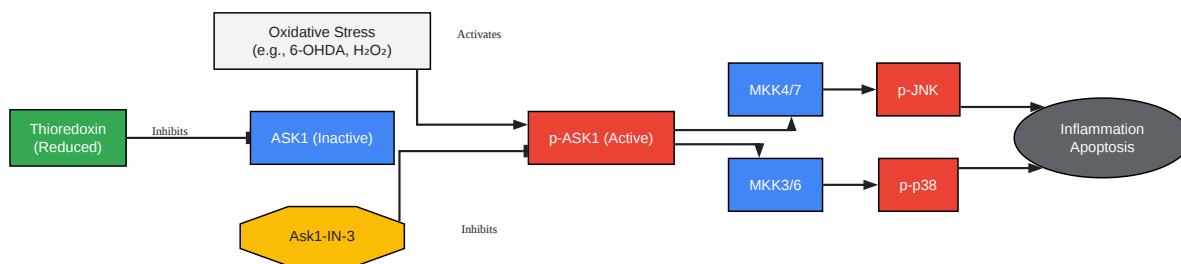 Oxidative Stress
(e.g., 6-OHDA, H₂O₂)
Activates
Thioredoxin
(Reduced)
Inhibits
ASK1 (Inactive)
p-ASK1 (Active)
MKK4/7
p-JNK
MKK3/6
p-p38
Inflammation
Apoptosis
Ask1-IN-3
Inhibits